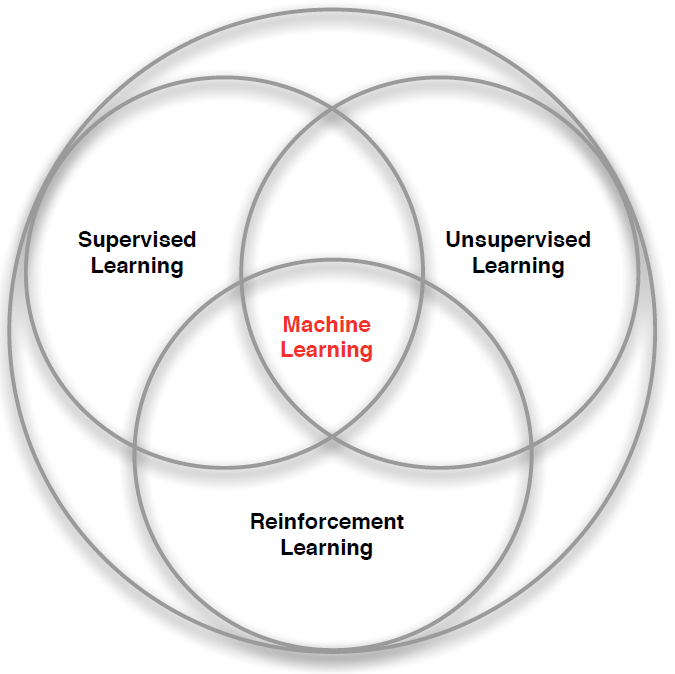 Supervised
Learning
Unsupervised
Learning
Machine
Learning
Reinforcement
Learning